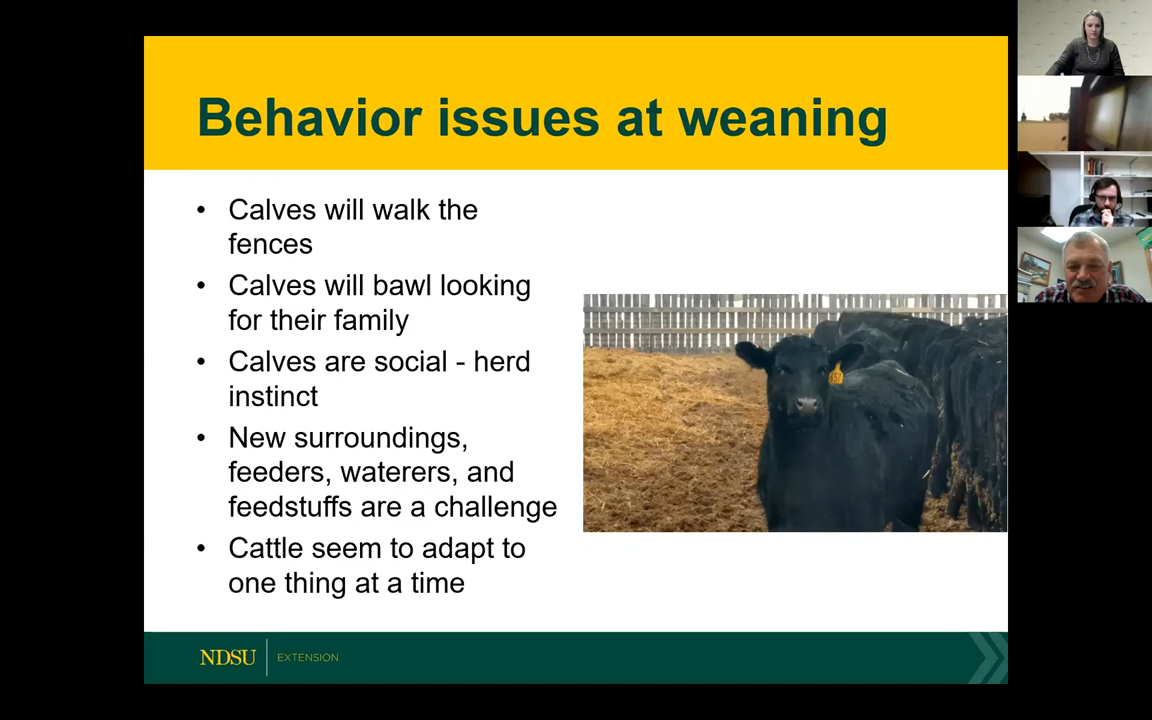 Behavior issues at weaning
• Calves will walk the
fences
• Calves will bawl looking
for their family
• Calves are social - herd
instinct
• New surroundings,
feeders, waterers, and
feedstuffs are a challenge
• Cattle seem to adapt to
one thing at a time
NDSU
EXTENSION